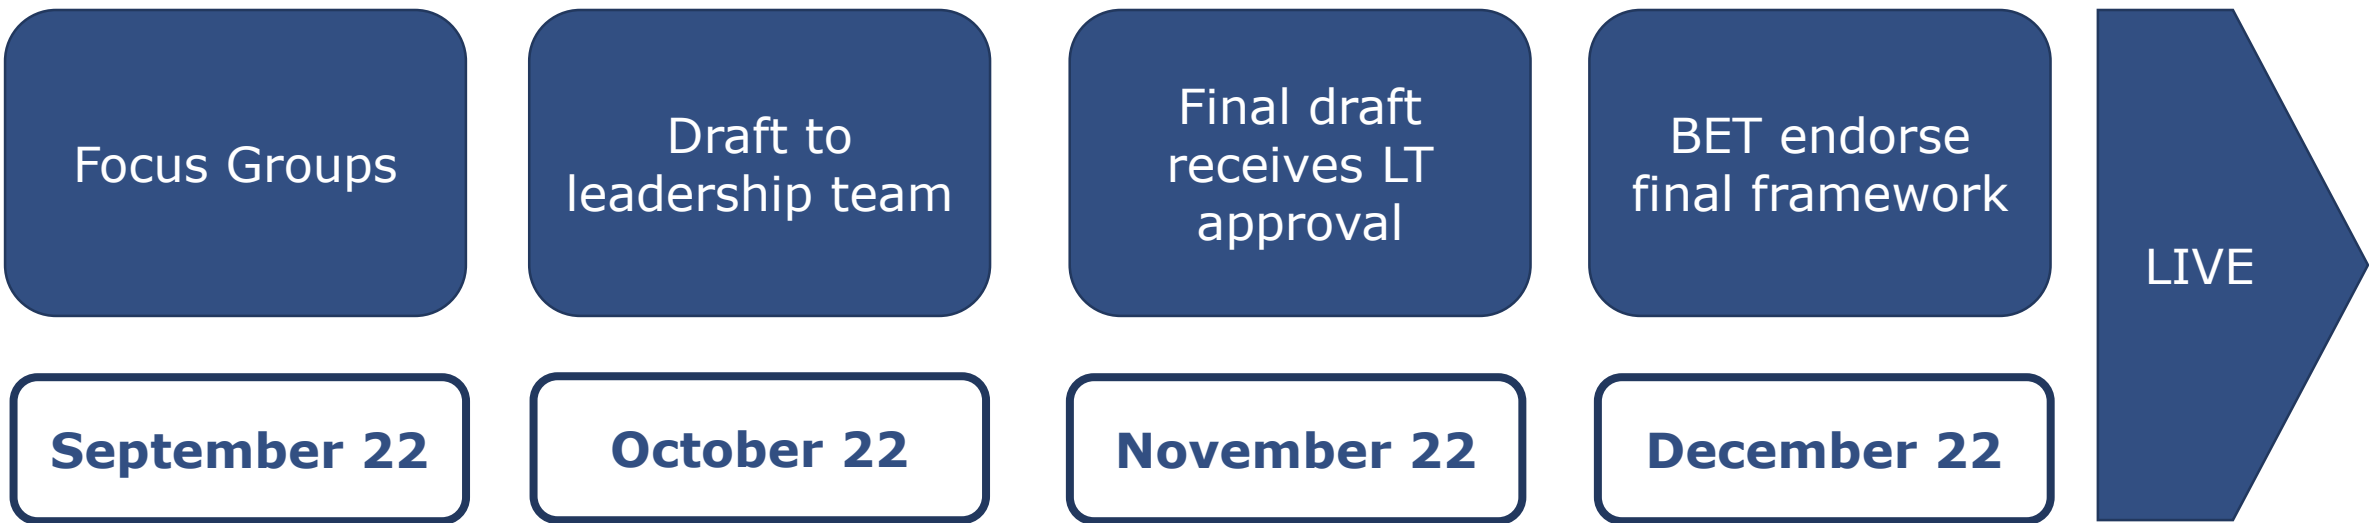 Focus Groups
Draft to
leadership team
Final draft
receives LT
approval
BET endorse
final framework
LIVE
September 22
October 22
November 22
December 22